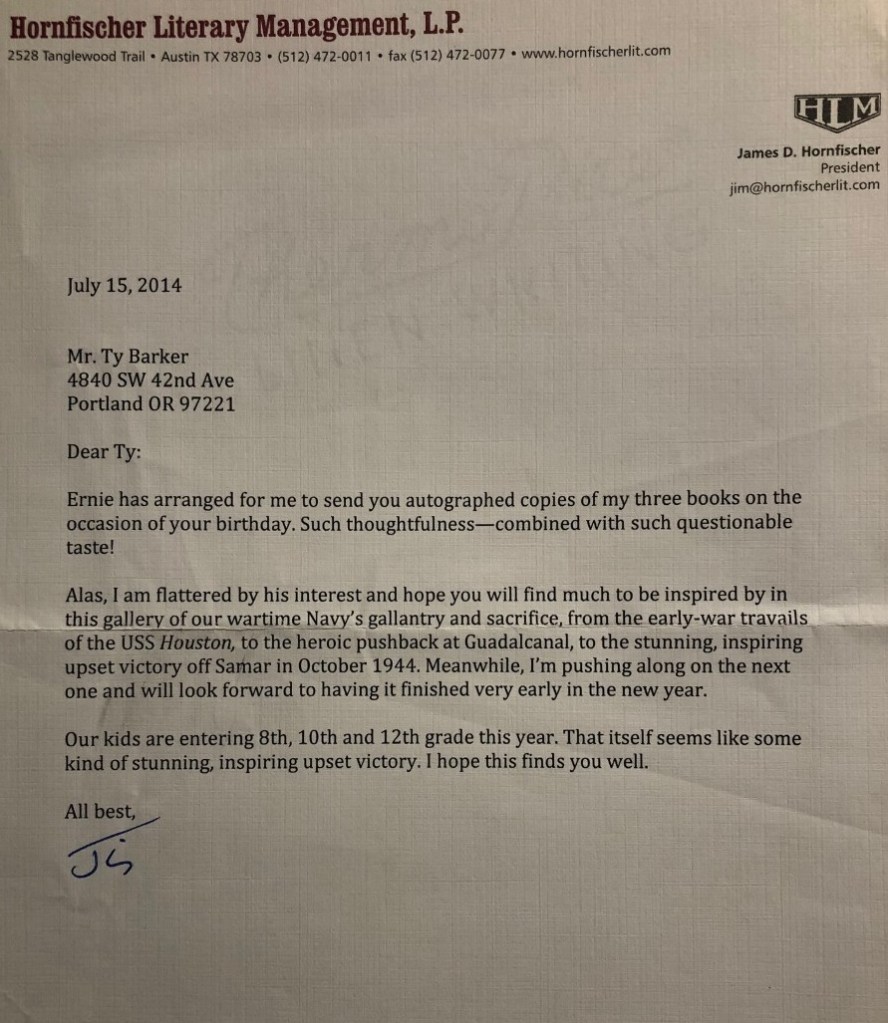 Hornfischer Literary Management, L.P.
2528 Tanglewood Trail • Austin TX 78703 • (512) 472-0011 • fax (512) 472-0077 • www.hornfischerlit.com
HLM
James D. Hornfischer
President
jim@hornfischerlit.com
July 15, 2014
Mr. Ty Barker
4840 SW 42nd Ave
Portland OR 97221
Dear Ty:
Ernie has arranged for me to send you autographed copies of my three books on the
occasion of your birthday. Such thoughtfulness—combined with such questionable
taste!
Alas, I am flattered by his interest and hope you will find much to be inspired by in
this gallery of our wartime Navy's gallantry and sacrifice, from the early-war travails
of the USS Houston, to the heroic pushback at Guadalcanal, to the stunning, inspiring
upset victory off Samar in October 1944. Meanwhile, I'm pushing along on the next
one and will look forward to having it finished very early in the new year.
Our kids are entering 8th, 10th and 12th grade this year. That itself seems like some
kind of stunning, inspiring upset victory. I hope this finds you well.
All best,
Jim